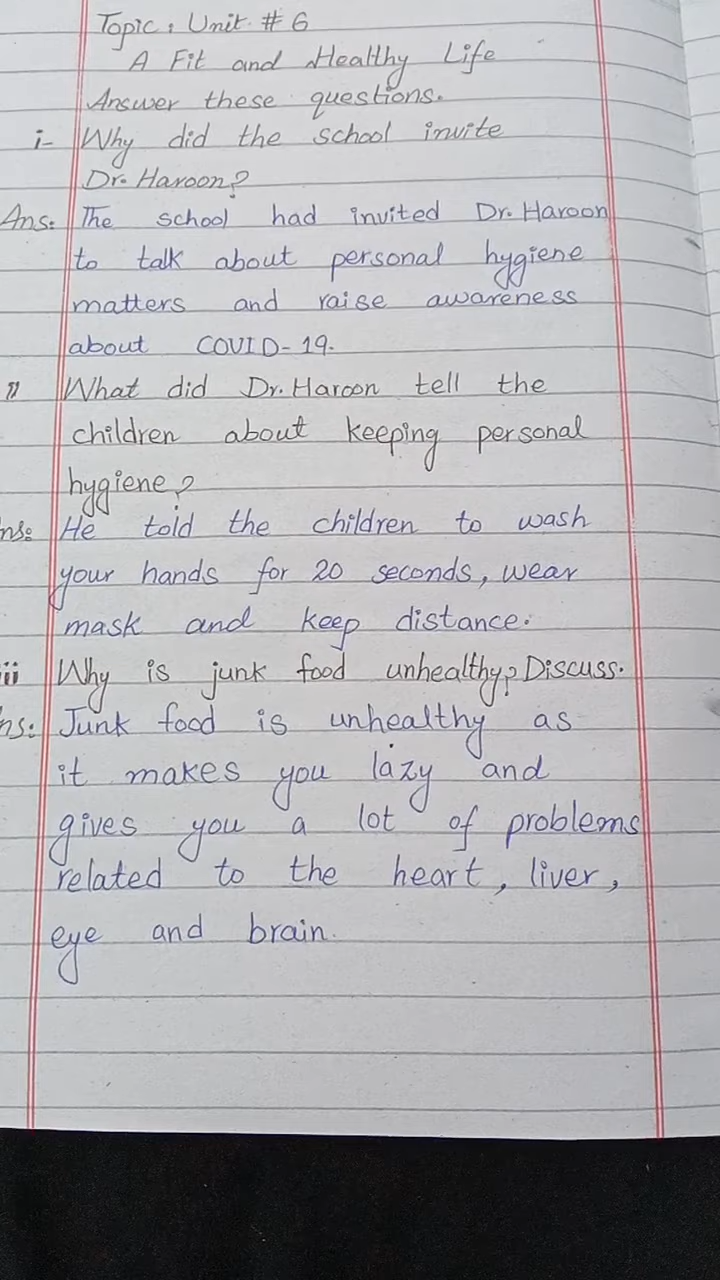 Topic: Unit # 6
A Fit and Healthy Life
Answer these questions.
i- Why did the school invite
Dr. Haroon?
Ans: The school had invited Dr. Haroon
to talk about personal hygiene
matters and raise awareness
about COVID-19.
ii What did Dr. Haroon tell the
children about keeping personal
hygiene?
ns: He told the children to wash
your hands for 20 seconds, wear
mask and keep distance.
ii Why is junk food unhealthy? Discuss.
ns: Junk food is unhealthy as
it makes you lazy and
gives you a lot of problems
related to the heart, liver,
eye and brain.